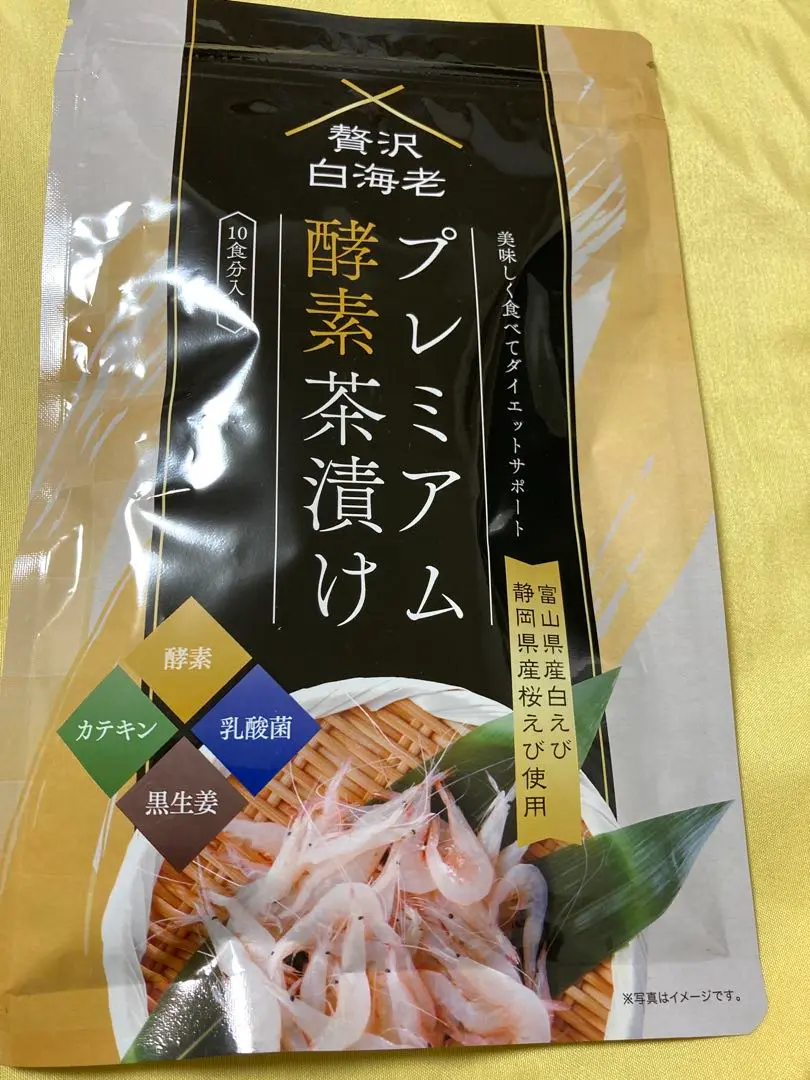 贅沢
白海老
美味しく食べてダイエットサポート
プレミアム
酵素茶漬け
10食分入
富山県産白えび
静岡県産桜えび使用
酵素
カテキン
乳酸菌
黒生姜
※写真はイメージです。